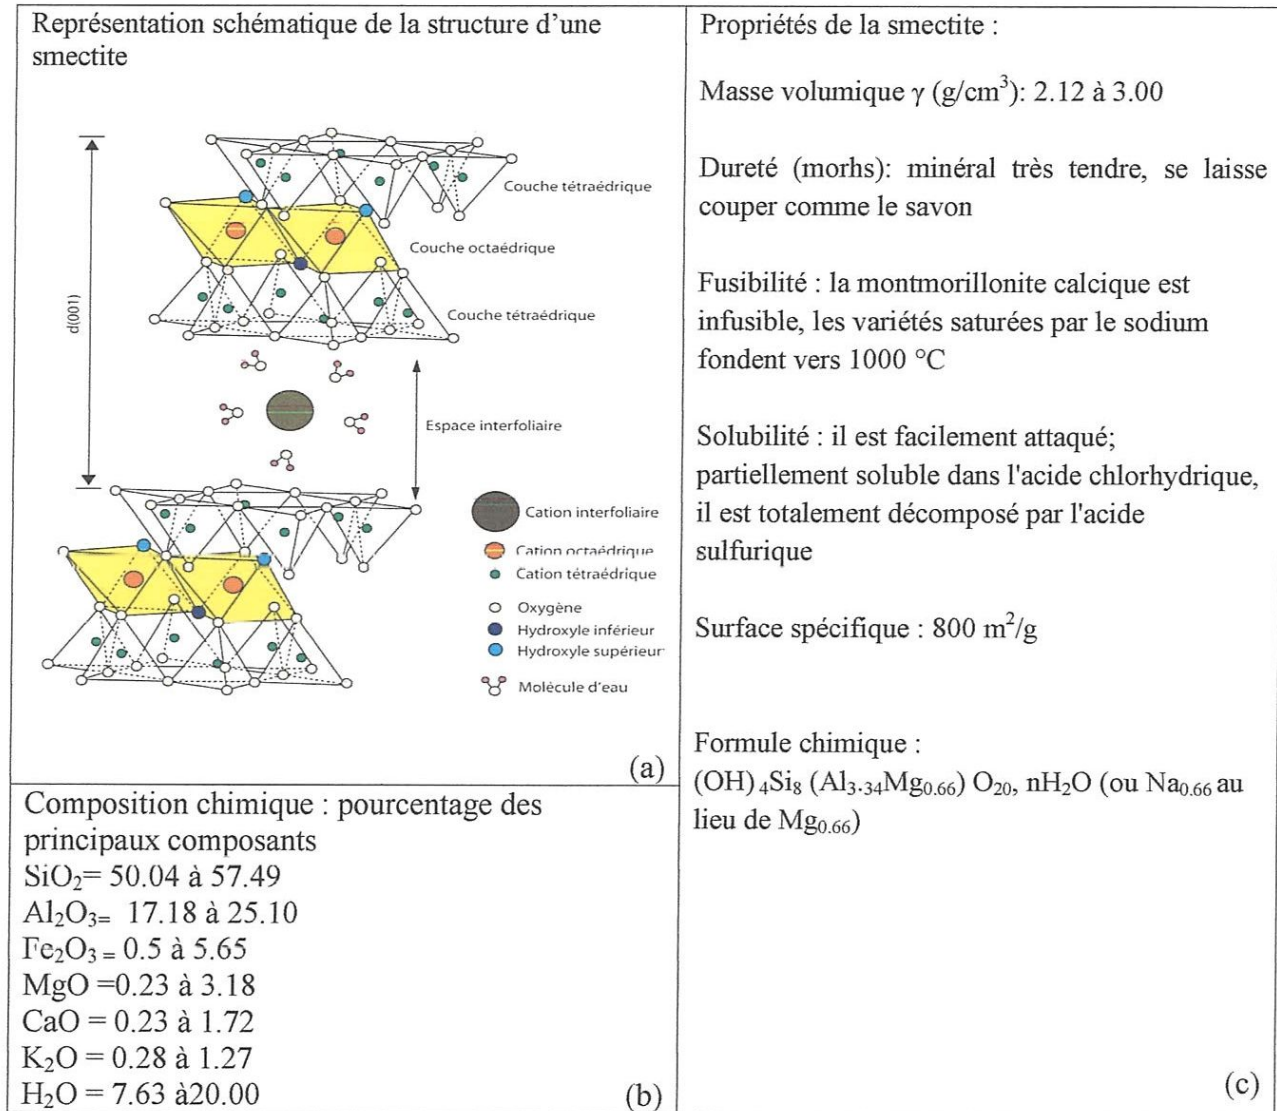 Représentation schématique de la structure d'une
smectite
d(001)
Couche tétraédrique
Couche octaédrique
Couche tétraédrique
Espace interfoliaire
Cation interfoliaire
Cation octaédrique
Cation tétraédrique
Oxygène
Hydroxyle inférieur
Hydroxyle supérieur
Molécule d'eau
(a)
Composition chimique : pourcentage des
principaux composants
SiO₂= 50.04 à 57.49
Al₂O₃= 17.18 à 25.10
Fe₂O₃ = 0.5 à 5.65
MgO =0.23 à 3.18
CaO = 0.23 à 1.72
K₂O = 0.28 à 1.27
H₂O = 7.63 à20.00
(b)
Propriétés de la smectite :
Masse volumique γ (g/cm³): 2.12 à 3.00
Dureté (morhs): minéral très tendre, se laisse
couper comme le savon
Fusibilité : la montmorillonite calcique est
infusible, les variétés saturées par le sodium
fondent vers 1000 °C
Solubilité : il est facilement attaqué;
partiellement soluble dans l'acide chlorhydrique,
il est totalement décomposé par l'acide
sulfurique
Surface spécifique : 800 m²/g
Formule chimique :
(OH)₄Si₈ (Al₃.₃₄Mg₀.₆₆) O₂₀, nH₂O (ou Na₀.₆₆ au
lieu de Mg₀.₆₆)
(c)